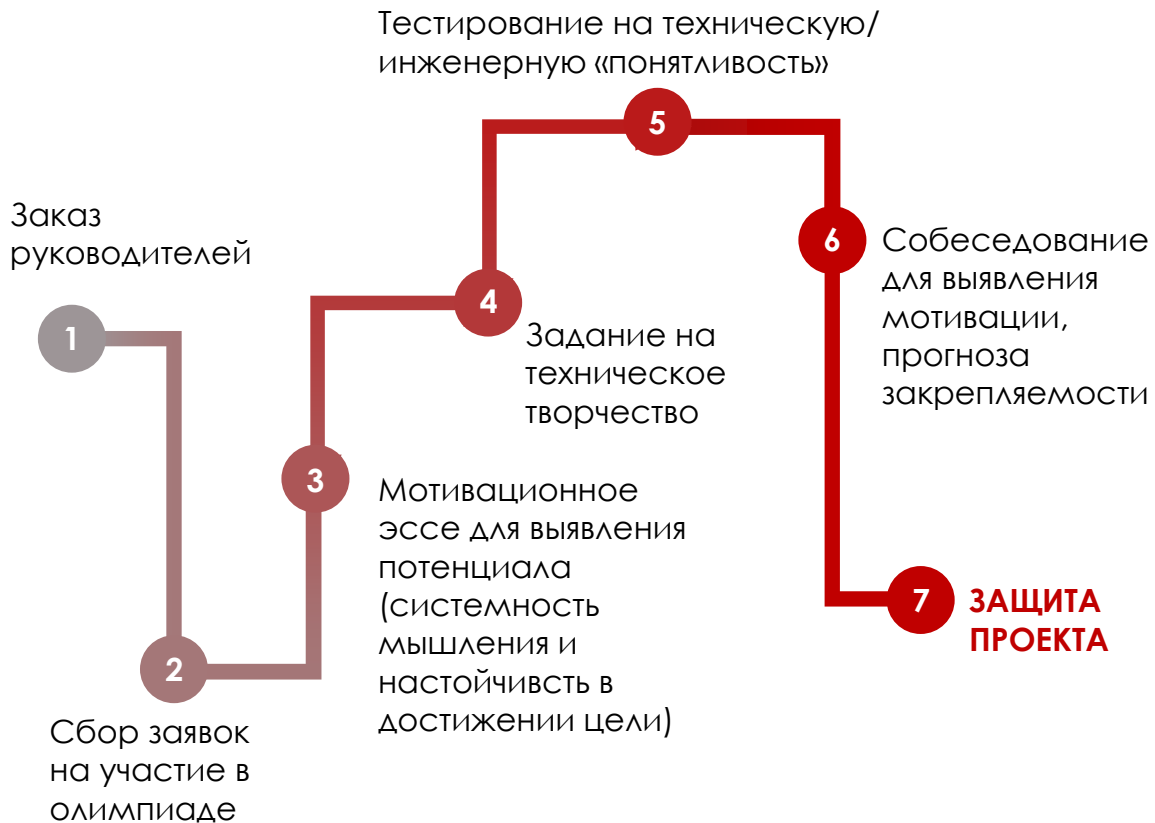 Тестирование на техническую/
инженерную «понятливость»
5
Заказ
руководителей
1
6
Собеседование
для выявления
мотивации,
прогноза
закрепляемости
4
Задание на
техническое
творчество
3
Мотивационное
эссе для выявления
потенциала
(системность
мышления и
настойчивсть в
достижении цели)
7
ЗАЩИТА
ПРОЕКТА
2
Сбор заявок
на участие в
олимпиаде